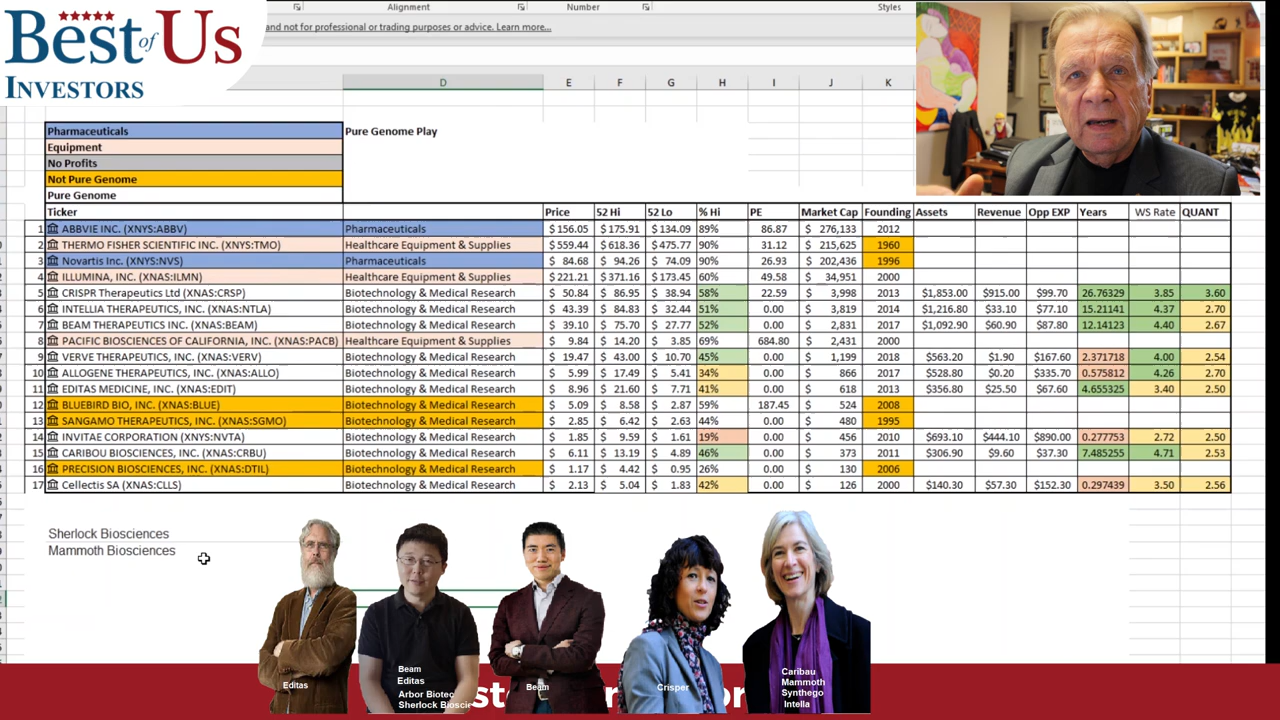 Alignment
Number
Styles
Best of Us
INVESTORS
and not for professional or trading purposes or advice. Learn more...
D E F G H I J K L M N O P Q
Pharmaceuticals Pure Genome Play
Equipment
No Profits
Not Pure Genome
Pure Genome
Ticker Price 52 Hi 52 Lo % Hi PE Market Cap Founding Assets Revenue Opp EXP Years WS Rate QUANT
1 ABBVIE INC. (XNYS:ABBV) Pharmaceuticals $ 156.05 $ 175.91 $ 134.09 89% 36.87 $ 276,133 2012
2 THERMO FISHER SCIENTIFIC INC. (XNYS:TMO) Healthcare Equipment & Supplies $ 559.44 $ 618.36 $ 475.77 90% 31.12 $ 215,625 1960
3 Novartis Inc. (XNYS:NVS) Pharmaceuticals $ 84.68 $ 94.26 $ 74.09 90% 26.93 $ 202,436 1996
4 ILLUMINA, INC. (XNAS:ILMN) Healthcare Equipment & Supplies $ 221.21 $ 371.16 $ 173.45 60% 49.58 $ 34,951 2000
5 CRISPR Therapeutics Ltd (XNAS:CRSP) Biotechnology & Medical Research $ 50.84 $ 86.95 $ 38.94 58% 22.59 $ 3,998 2013 $1,853.00 $915.00 $99.70 26.76329 3.85 3.60
6 INTELLIA THERAPEUTICS, INC. (XNAS:NTLA) Biotechnology & Medical Research $ 43.39 $ 84.83 $ 32.44 51% 0.00 $ 3,819 2014 $1,216.80 $33.10 $77.10 15.21141 4.37 2.70
7 BEAM THERAPEUTICS INC. (XNAS:BEAM) Biotechnology & Medical Research $ 39.10 $ 75.70 $ 27.77 52% 0.00 $ 2,831 2017 $1,092.90 $60.90 $87.80 12.14123 4.40 2.67
8 PACIFIC BIOSCIENCES OF CALIFORNIA, INC. (XNAS:PACB) Healthcare Equipment & Supplies $ 9.84 $ 14.20 $ 3.85 69% 684.80 $ 2,431 2000
9 VERVE THERAPEUTICS, INC. (XNAS:VERV) Biotechnology & Medical Research $ 19.47 $ 43.00 $ 10.70 45% 0.00 $ 1,199 2018 $563.20 $1.90 $167.60 2.371718 4.00 2.54
10 ALLOGENE THERAPEUTICS, INC. (XNAS:ALLO) Biotechnology & Medical Research $ 5.99 $ 17.49 $ 5.41 34% 0.00 $ 866 2017 $528.80 $0.20 $335.70 0.575812 4.26 2.70
11 EDITAS MEDICINE, INC. (XNAS:EDIT) Biotechnology & Medical Research $ 8.96 $ 21.60 $ 7.71 41% 0.00 $ 618 2013 $356.80 $25.50 $67.60 4.655325 3.40 2.50
12 BLUEBIRD BIO, INC. (XNAS:BLUE) Biotechnology & Medical Research $ 5.09 $ 8.58 $ 2.87 59% 187.45 $ 524 2008
13 SANGAMO THERAPEUTICS, INC. (XNAS:SGMO) Biotechnology & Medical Research $ 2.85 $ 6.42 $ 2.63 44% $ 480 1995
14 INVITAE CORPORATION (XNYS:NVTA) Biotechnology & Medical Research $ 1.85 $ 9.59 $ 1.61 19% 0.00 $ 456 2010 $693.10 $444.10 $890.00 0.277753 2.72 2.50
15 CARIBOU BIOSCIENCES, INC. (XNAS:CRBU) Biotechnology & Medical Research $ 6.11 $ 13.19 $ 4.89 46% 0.00 $ 373 2011 $306.90 $9.60 $37.30 7.485255 4.71 2.53
16 PRECISION BIOSCIENCES, INC. (XNAS:DTIL) Biotechnology & Medical Research $ 1.17 $ 4.42 $ 0.95 26% 0.00 $ 130 2006
17 Cellectis SA (XNAS:CLLS) Biotechnology & Medical Research $ 2.13 $ 5.04 $ 1.83 42% 0.00 $ 126 2000 $140.30 $57.30 $152.30 0.297439 3.50 2.56
Sherlock Biosciences
Mammoth Biosciences
Editas
Beam
Editas
Arbor Biotec
Sherlock Bioscie
Beam
Crisper
Caribau
Mammoth
Synthego
Intella